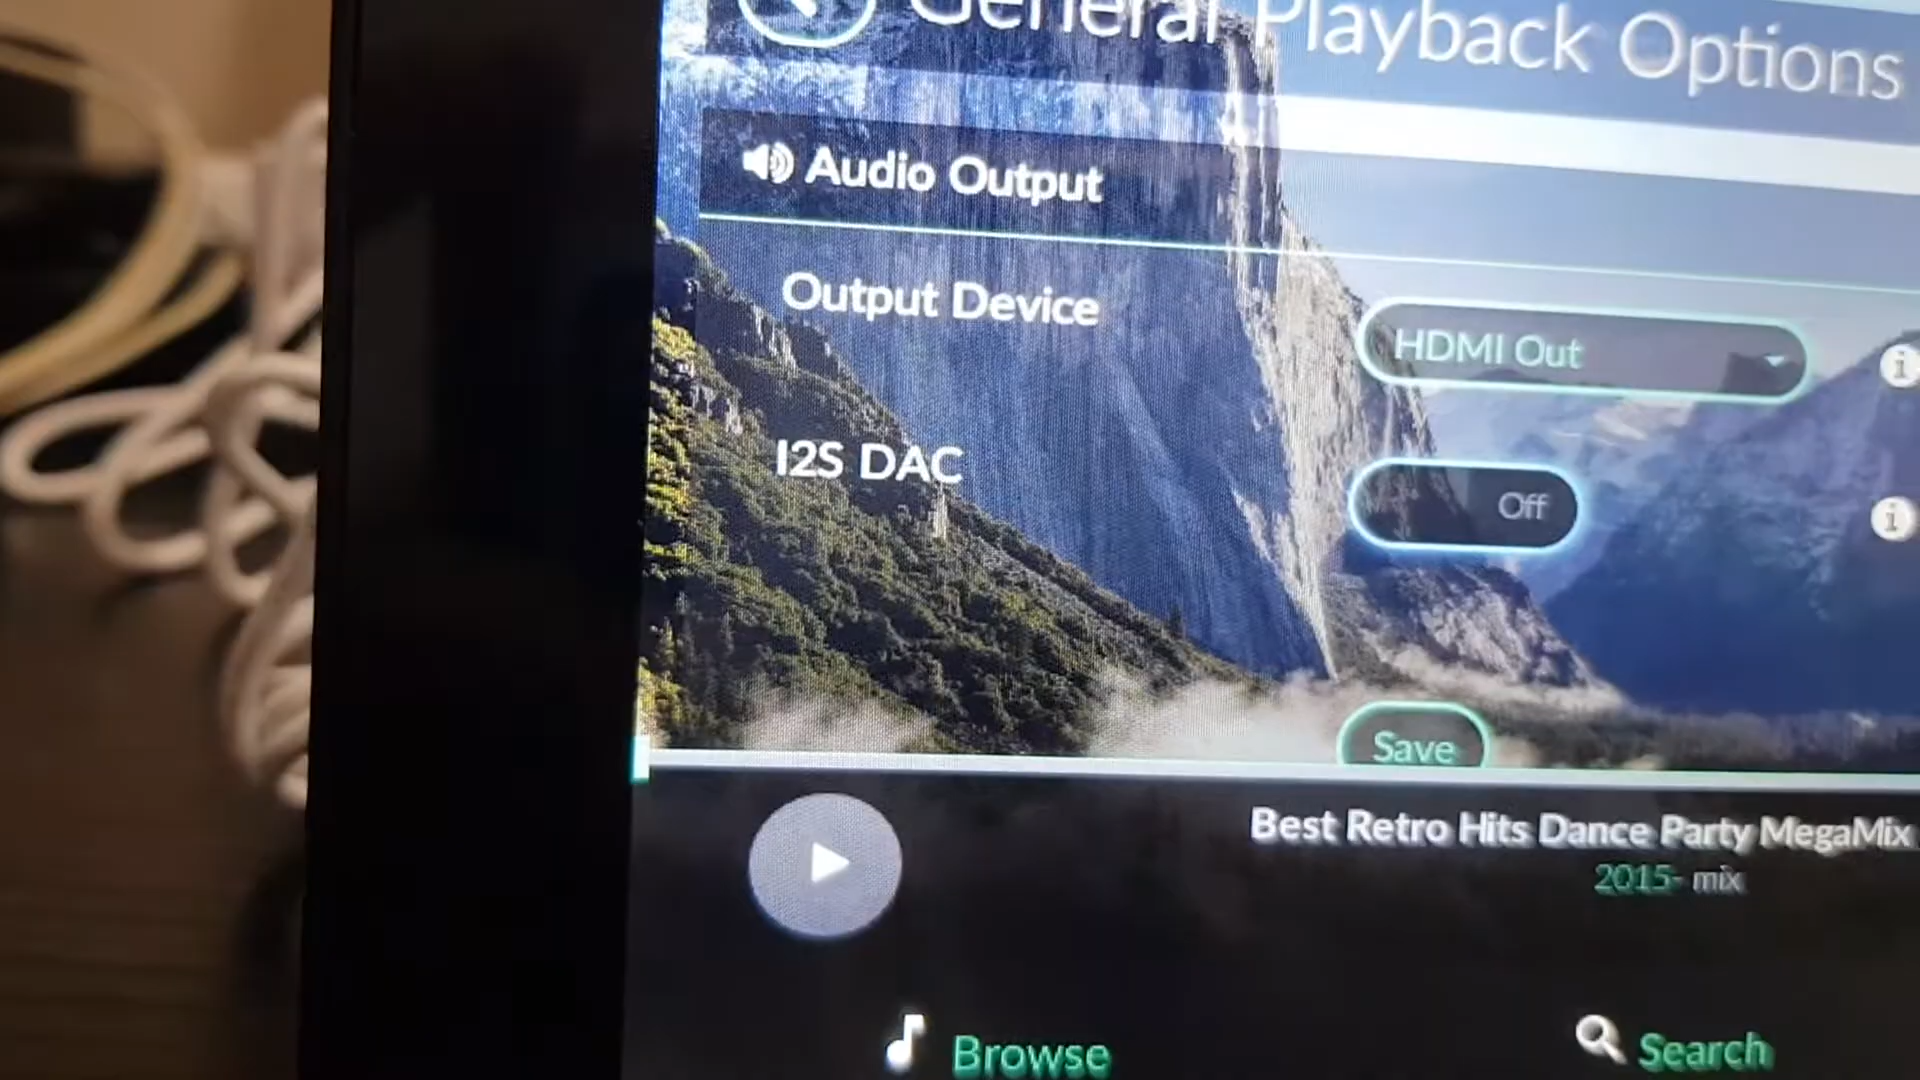 General Playback Options
Audio Output
Output Device
HDMI Out
I2S DAC
Off
Save
Best Retro Hits Dance Party MegaMix
2015- mix
Browse
Search